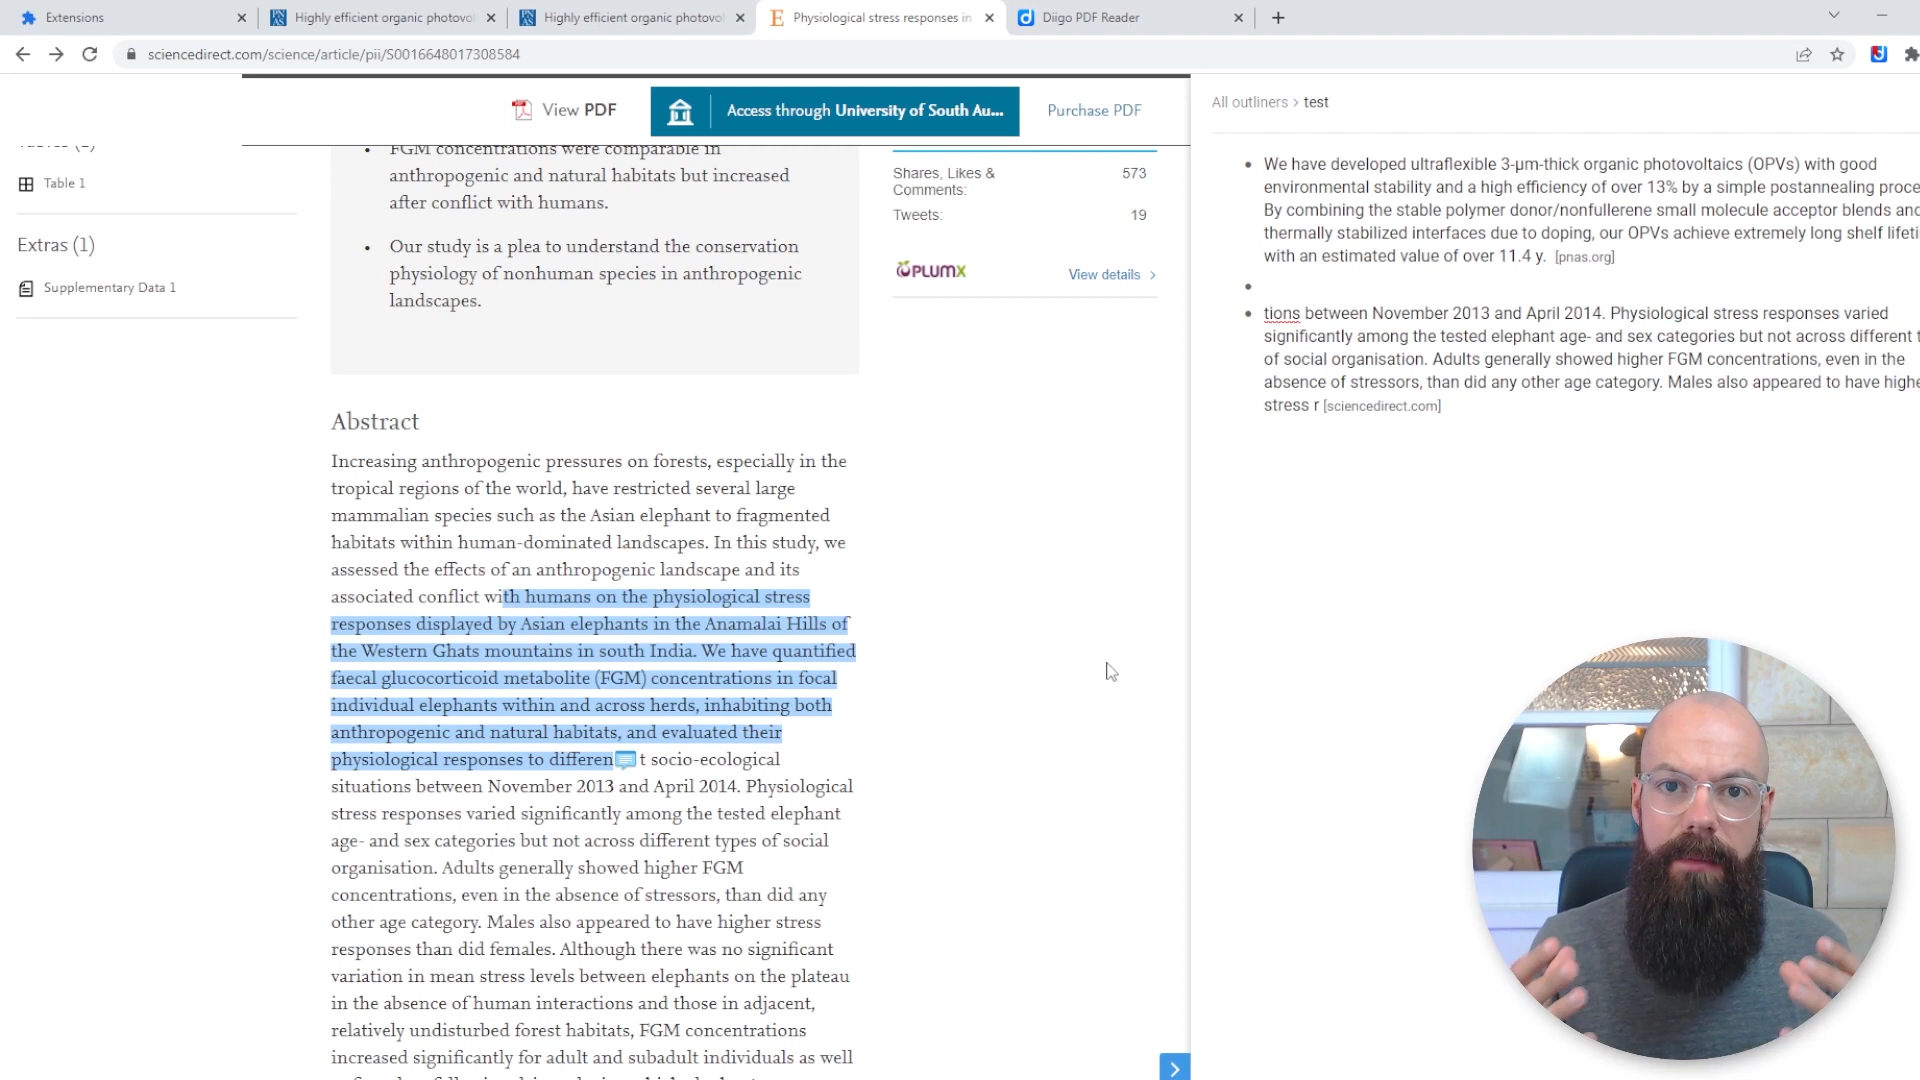 Extensions
Highly efficient organic photovo
Highly efficient organic photovol
Physiological stress responses in
Diigo PDF Reader
sciencedirect.com/science/article/pii/S0016648017308584
View PDF
Access through University of South Au...
Purchase PDF
Table 1
Extras (1)
Supplementary Data 1
FGM concentrations were comparable in
anthropogenic and natural habitats but increased
after conflict with humans.
Our study is a plea to understand the conservation
physiology of nonhuman species in anthropogenic
landscapes.
Shares, Likes &
Comments:
573
Tweets:
19
PLUMX
View details
Abstract
Increasing anthropogenic pressures on forests, especially in the
tropical regions of the world, have restricted several large
mammalian species such as the Asian elephant to fragmented
habitats within human-dominated landscapes. In this study, we
assessed the effects of an anthropogenic landscape and its
associated conflict with humans on the physiological stress
responses displayed by Asian elephants in the Anamalai Hills of
the Western Ghats mountains in south India. We have quantified
faecal glucocorticoid metabolite (FGM) concentrations in focal
individual elephants within and across herds, inhabiting both
anthropogenic and natural habitats, and evaluated their
physiological responses to differen t socio-ecological
situations between November 2013 and April 2014. Physiological
stress responses varied significantly among the tested elephant
age- and sex categories but not across different types of social
organisation. Adults generally showed higher FGM
concentrations, even in the absence of stressors, than did any
other age category. Males also appeared to have higher stress
responses than did females. Although there was no significant
variation in mean stress levels between elephants on the plateau
in the absence of human interactions and those in adjacent,
relatively undisturbed forest habitats, FGM concentrations
increased significantly for adult and subadult individuals as well
All outliners › test
We have developed ultraflexible 3-μm-thick organic photovoltaics (OPVs) with good
environmental stability and a high efficiency of over 13% by a simple postannealing proce
By combining the stable polymer donor/nonfullerene small molecule acceptor blends and
thermally stabilized interfaces due to doping, our OPVs achieve extremely long shelf lifeti
with an estimated value of over 11.4 y. [pnas.org]
tions between November 2013 and April 2014. Physiological stress responses varied
significantly among the tested elephant age- and sex categories but not across different t
of social organisation. Adults generally showed higher FGM concentrations, even in the
absence of stressors, than did any other age category. Males also appeared to have highe
stress r [sciencedirect.com]